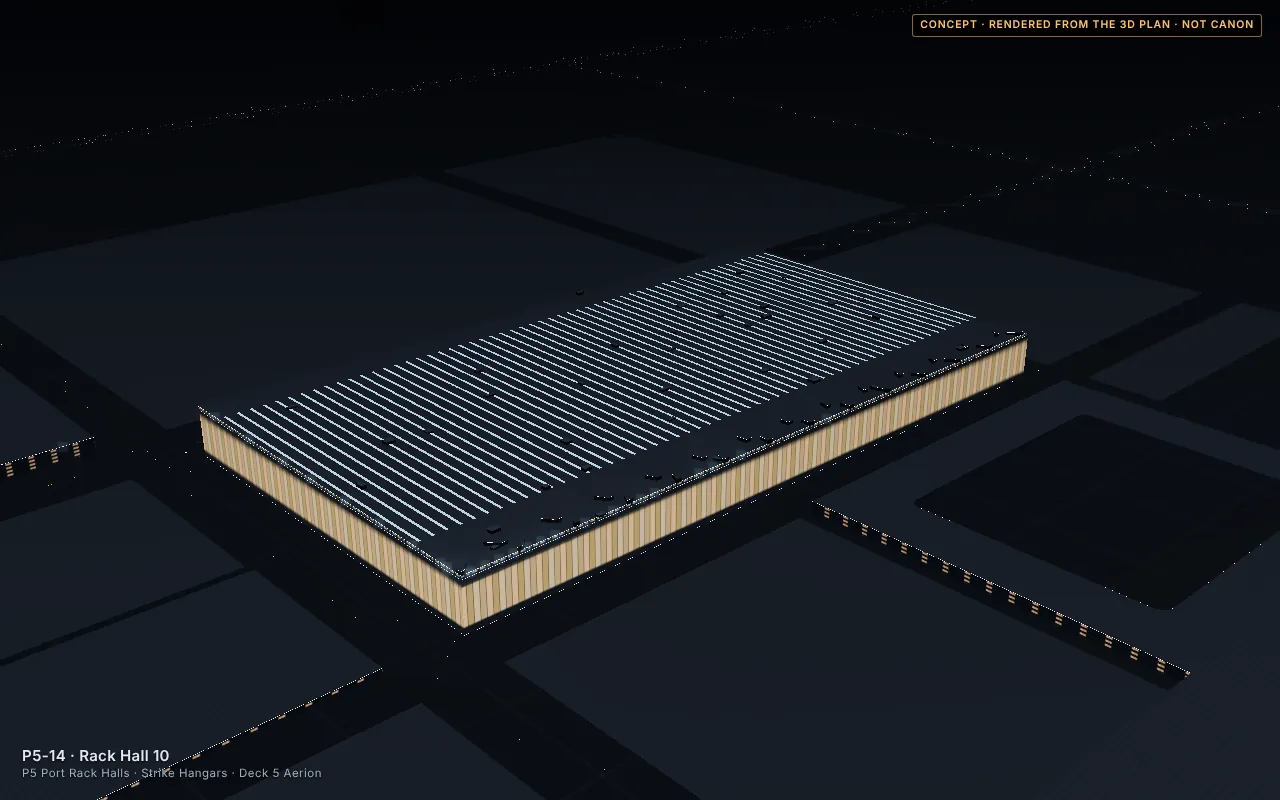 CONCEPT · RENDERED FROM THE 3D PLAN · NOT CANON
P5-14 · Rack Hall 10
P5 Port Rack Halls · Strike Hangars · Deck 5 Aerion